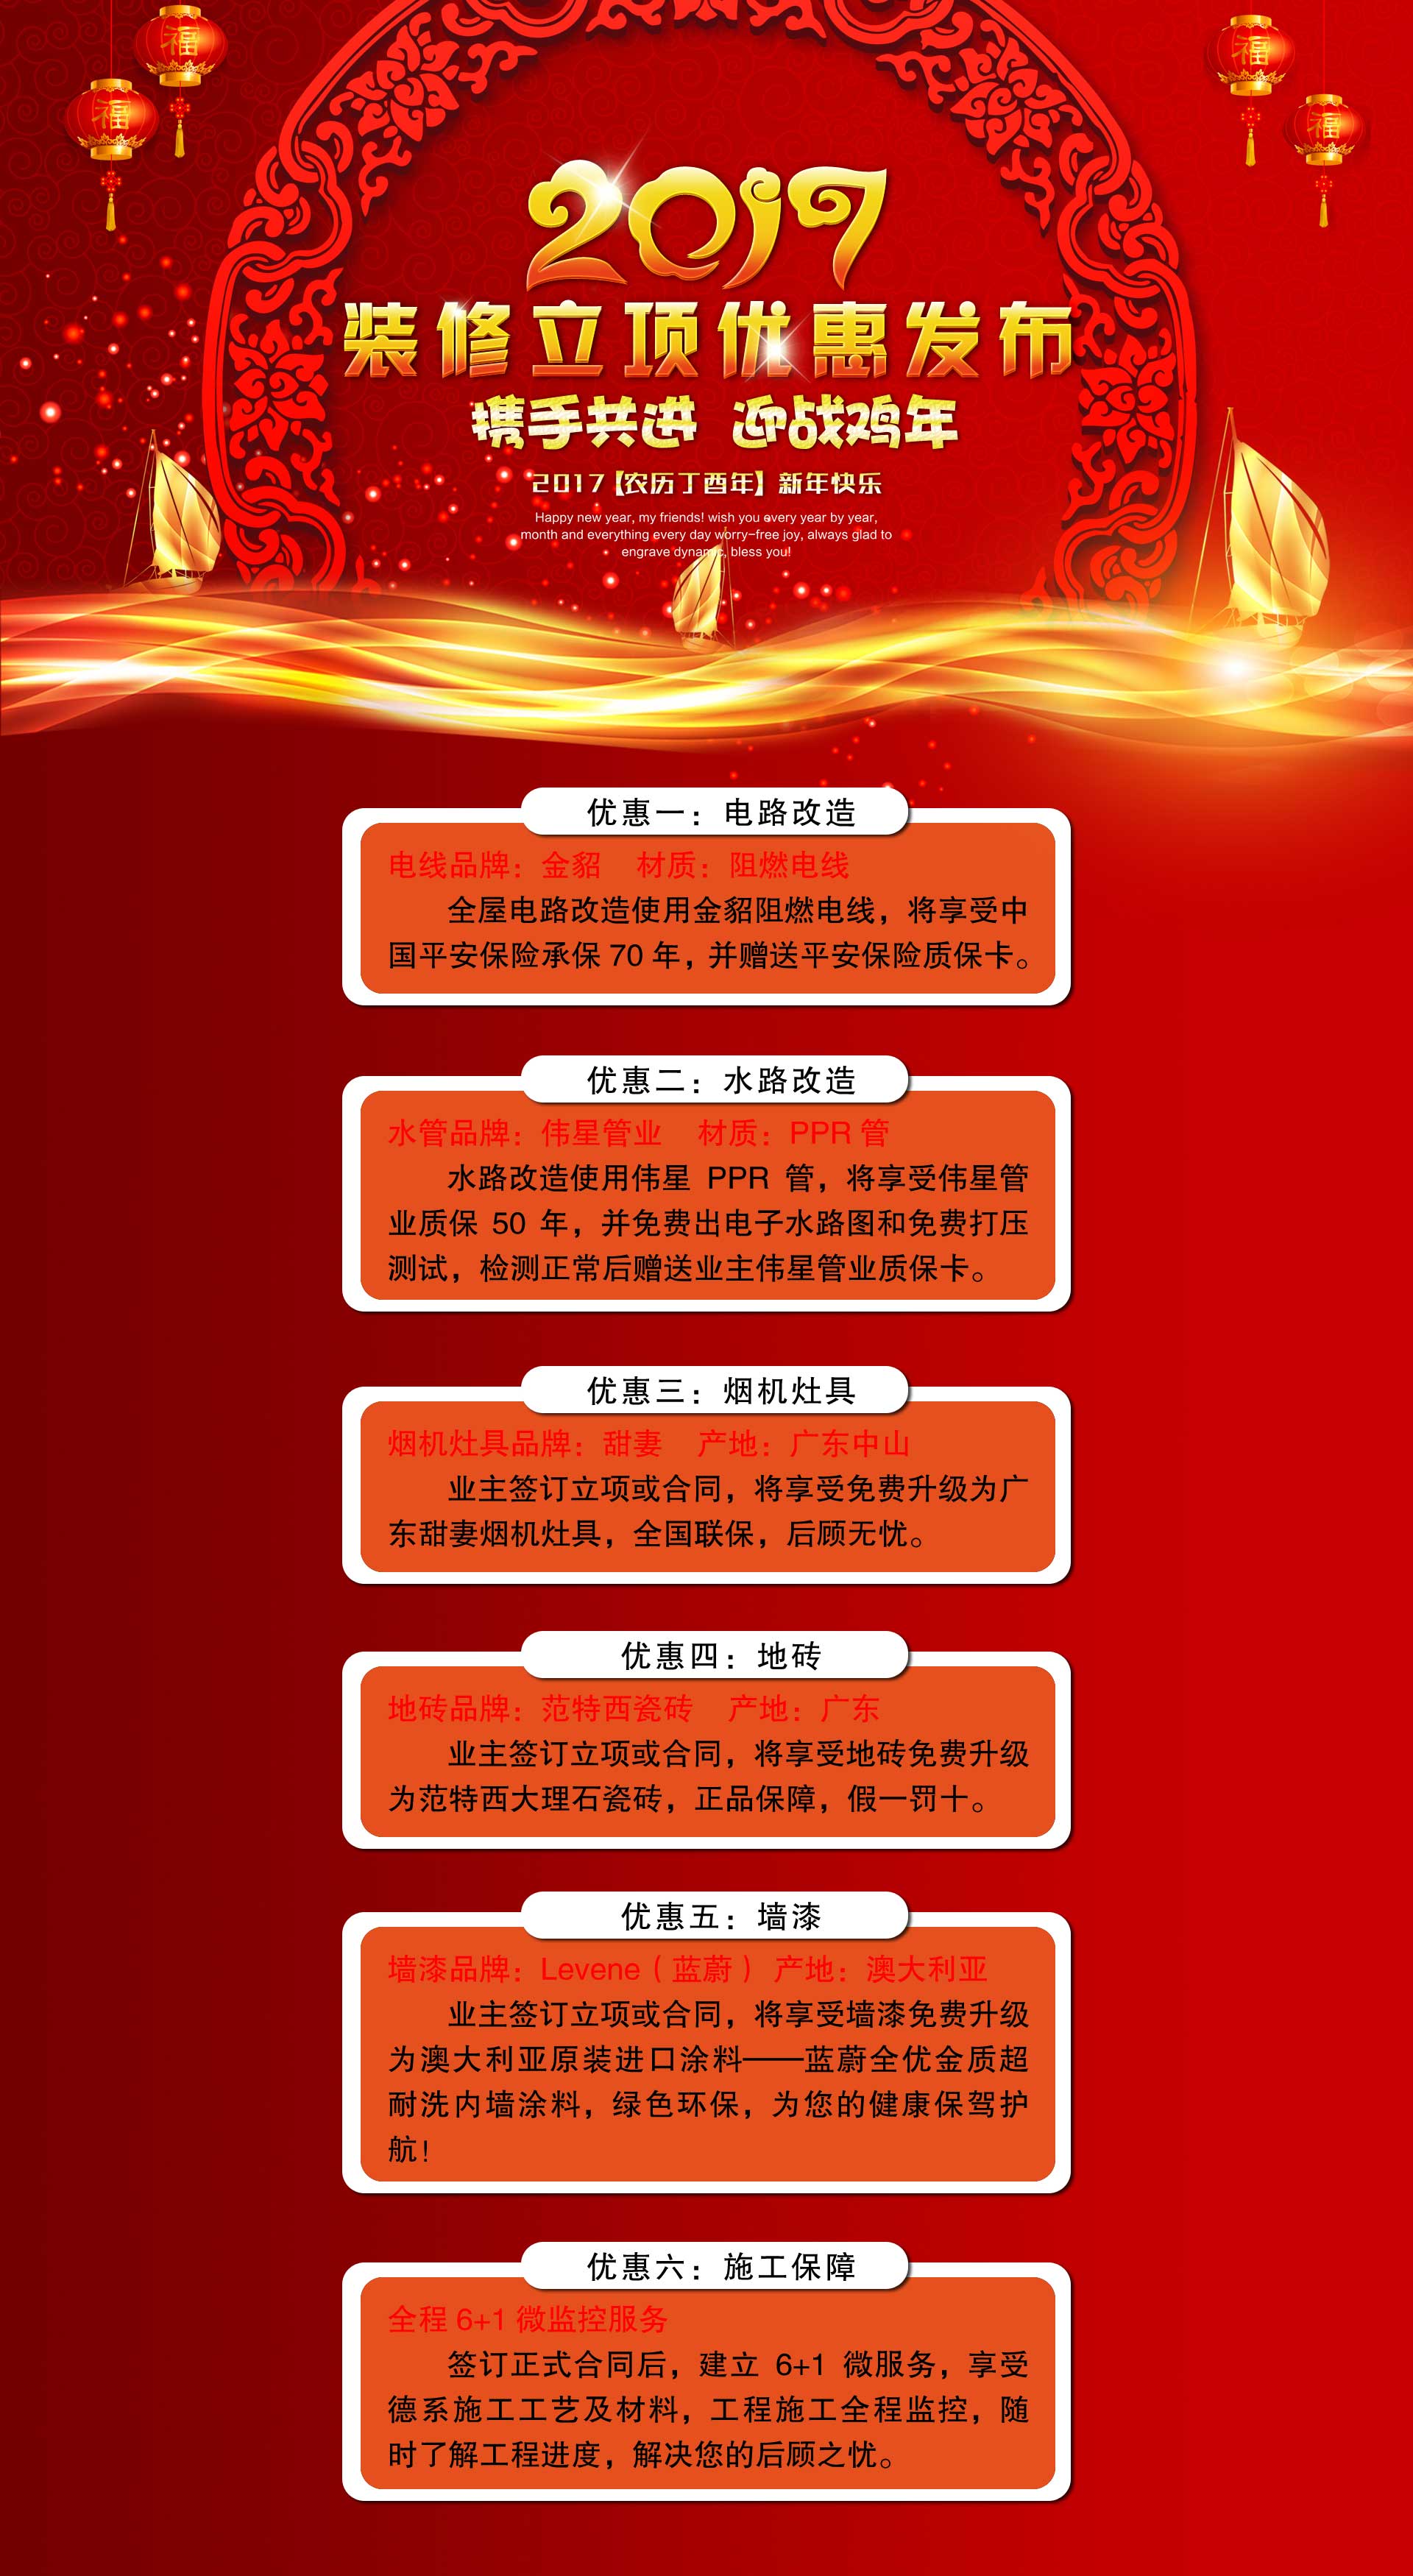 福
福
福
福
2017
装修立项优惠发布
携手共进 迎战鸡年
2017【农历丁酉年】新年快乐
Happy new year, my friends! wish you every year by year,
month and everything every day worry-free joy, always glad to
engrave dynamic, bless you!
优惠一：电路改造
电线品牌：金貂 材质：阻燃电线
全屋电路改造使用金貂阻燃电线，将享受中
国平安保险承保 70 年，并赠送平安保险质保卡。
优惠二：水路改造
水管品牌：伟星管业 材质：PPR 管
水路改造使用伟星 PPR 管，将享受伟星管
业质保 50 年，并免费出电子水路图和免费打压
测试，检测正常后赠送业主伟星管业质保卡。
优惠三：烟机灶具
烟机灶具品牌：甜妻 产地：广东中山
业主签订立项或合同，将享受免费升级为广
东甜妻烟机灶具，全国联保，后顾无忧。
优惠四：地砖
地砖品牌：范特西瓷砖 产地：广东
业主签订立项或合同，将享受地砖免费升级
为范特西大理石瓷砖，正品保障，假一罚十。
优惠五：墙漆
墙漆品牌：Levene（蓝蔚） 产地：澳大利亚
业主签订立项或合同，将享受墙漆免费升级
为澳大利亚原装进口涂料——蓝蔚全优金质超
耐洗内墙涂料，绿色环保，为您的健康保驾护
航！
优惠六：施工保障
全程 6+1 微监控服务
签订正式合同后，建立 6+1 微服务，享受
德系施工工艺及材料，工程施工全程监控，随
时了解工程进度，解决您的后顾之忧。